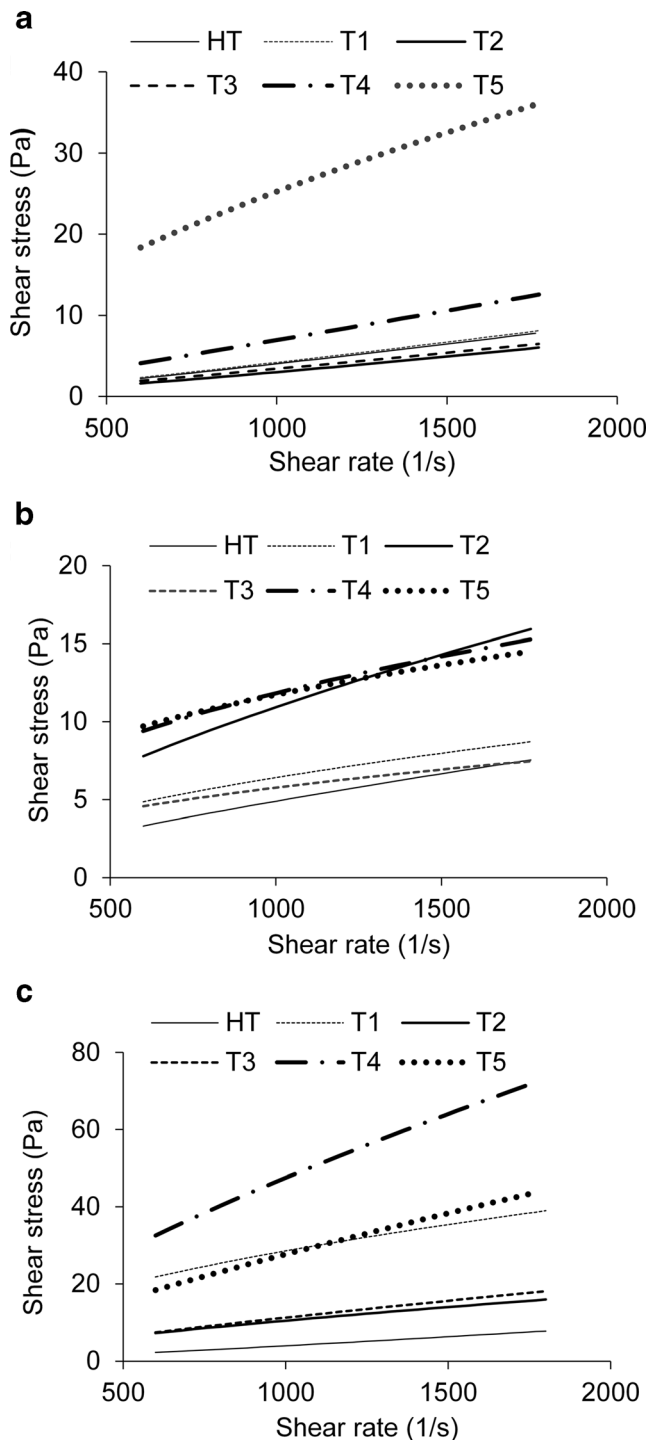 a
HT T1 T2
T3 T4 T5
40
30
20
10
0
500 1000 1500 2000
Shear stress (Pa)
Shear rate (1/s)
b
HT T1 T2
T3 T4 T5
20
15
10
5
0
500 1000 1500 2000
Shear stress (Pa)
Shear rate (1/s)
c
HT T1 T2
T3 T4 T5
80
60
40
20
0
500 1000 1500 2000
Shear stress (Pa)
Shear rate (1/s)